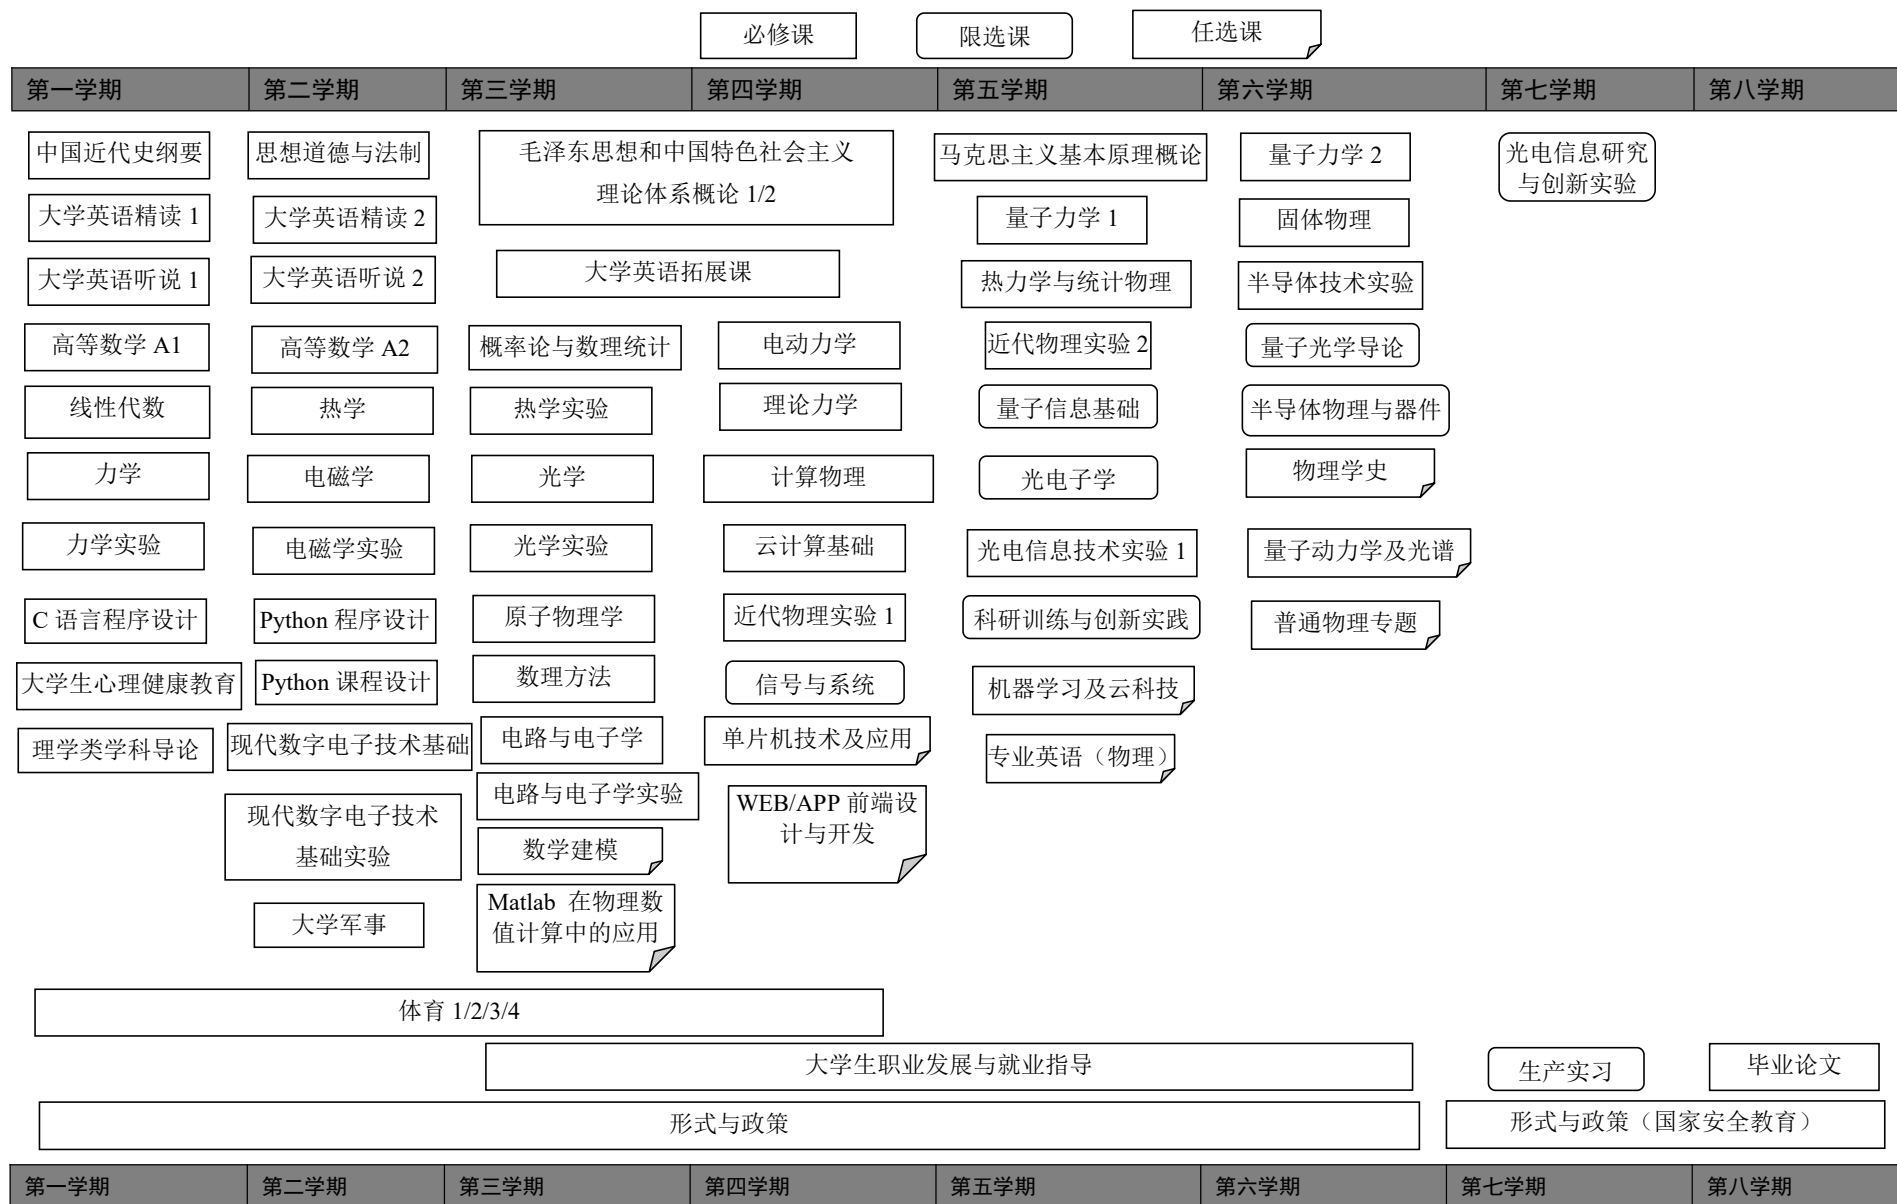 必修课
限选课
任选课
第一学期
第二学期
第三学期
第四学期
第五学期
第六学期
第七学期
第八学期
中国近代史纲要
大学英语精读 1
大学英语听说 1
高等数学 A1
线性代数
力学
力学实验
C 语言程序设计
大学生心理健康教育
理学类学科导论
思想道德与法制
大学英语精读 2
大学英语听说 2
高等数学 A2
热学
电磁学
电磁学实验
Python 程序设计
Python 课程设计
现代数字电子技术基础
现代数字电子技术
基础实验
大学军事
毛泽东思想和中国特色社会主义
理论体系概论 1/2
大学英语拓展课
概率论与数理统计
热学实验
光学
光学实验
原子物理学
数理方法
电路与电子学
电路与电子学实验
数学建模
Matlab 在物理数
值计算中的应用
电动力学
理论力学
计算物理
云计算基础
近代物理实验 1
信号与系统
单片机技术及应用
WEB/APP 前端设
计与开发
马克思主义基本原理概论
量子力学 1
热力学与统计物理
近代物理实验 2
量子信息基础
光电子学
光电信息技术实验 1
科研训练与创新实践
机器学习及云科技
专业英语（物理）
量子力学 2
固体物理
半导体技术实验
量子光学导论
半导体物理与器件
物理学史
量子动力学及光谱
普通物理专题
光电信息研究
与创新实验
体育 1/2/3/4
大学生职业发展与就业指导
生产实习
毕业论文
形式与政策
形式与政策（国家安全教育）
第一学期
第二学期
第三学期
第四学期
第五学期
第六学期
第七学期
第八学期